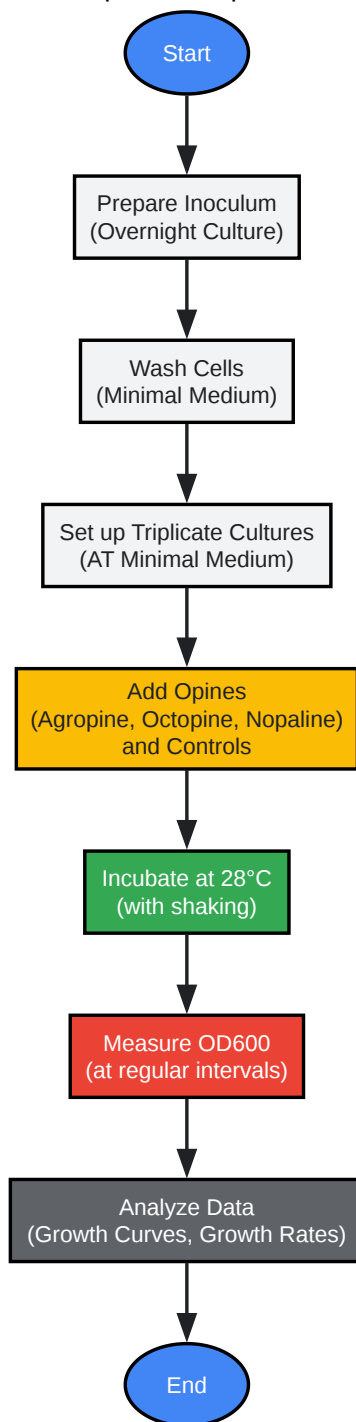 Start
Prepare Inoculum
(Overnight Culture)
Wash Cells
(Minimal Medium)
Set up Triplicate Cultures
(AT Minimal Medium)
Add Opines
(Agropine, Octopine, Nopaline)
and Controls
Incubate at 28°C
(with shaking)
Measure OD600
(at regular intervals)
Analyze Data
(Growth Curves, Growth Rates)
End